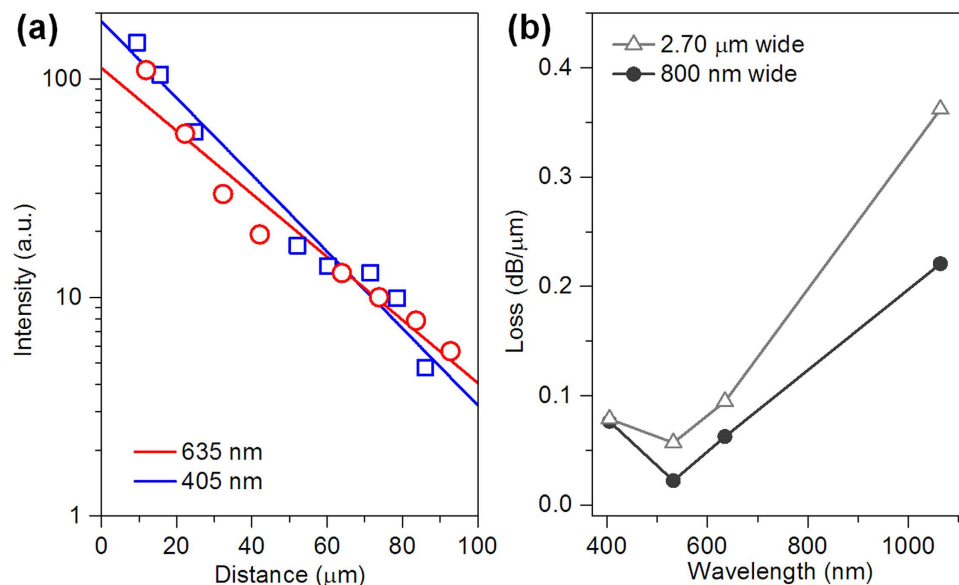 (a)
100
10
1
Intensity (a.u.)
635 nm
405 nm
0 20 40 60 80 100
Distance (μm)
(b)
2.70 μm wide
800 nm wide
0.4
0.3
0.2
0.1
0.0
Loss (dB/μm)
400 600 800 1000
Wavelength (nm)